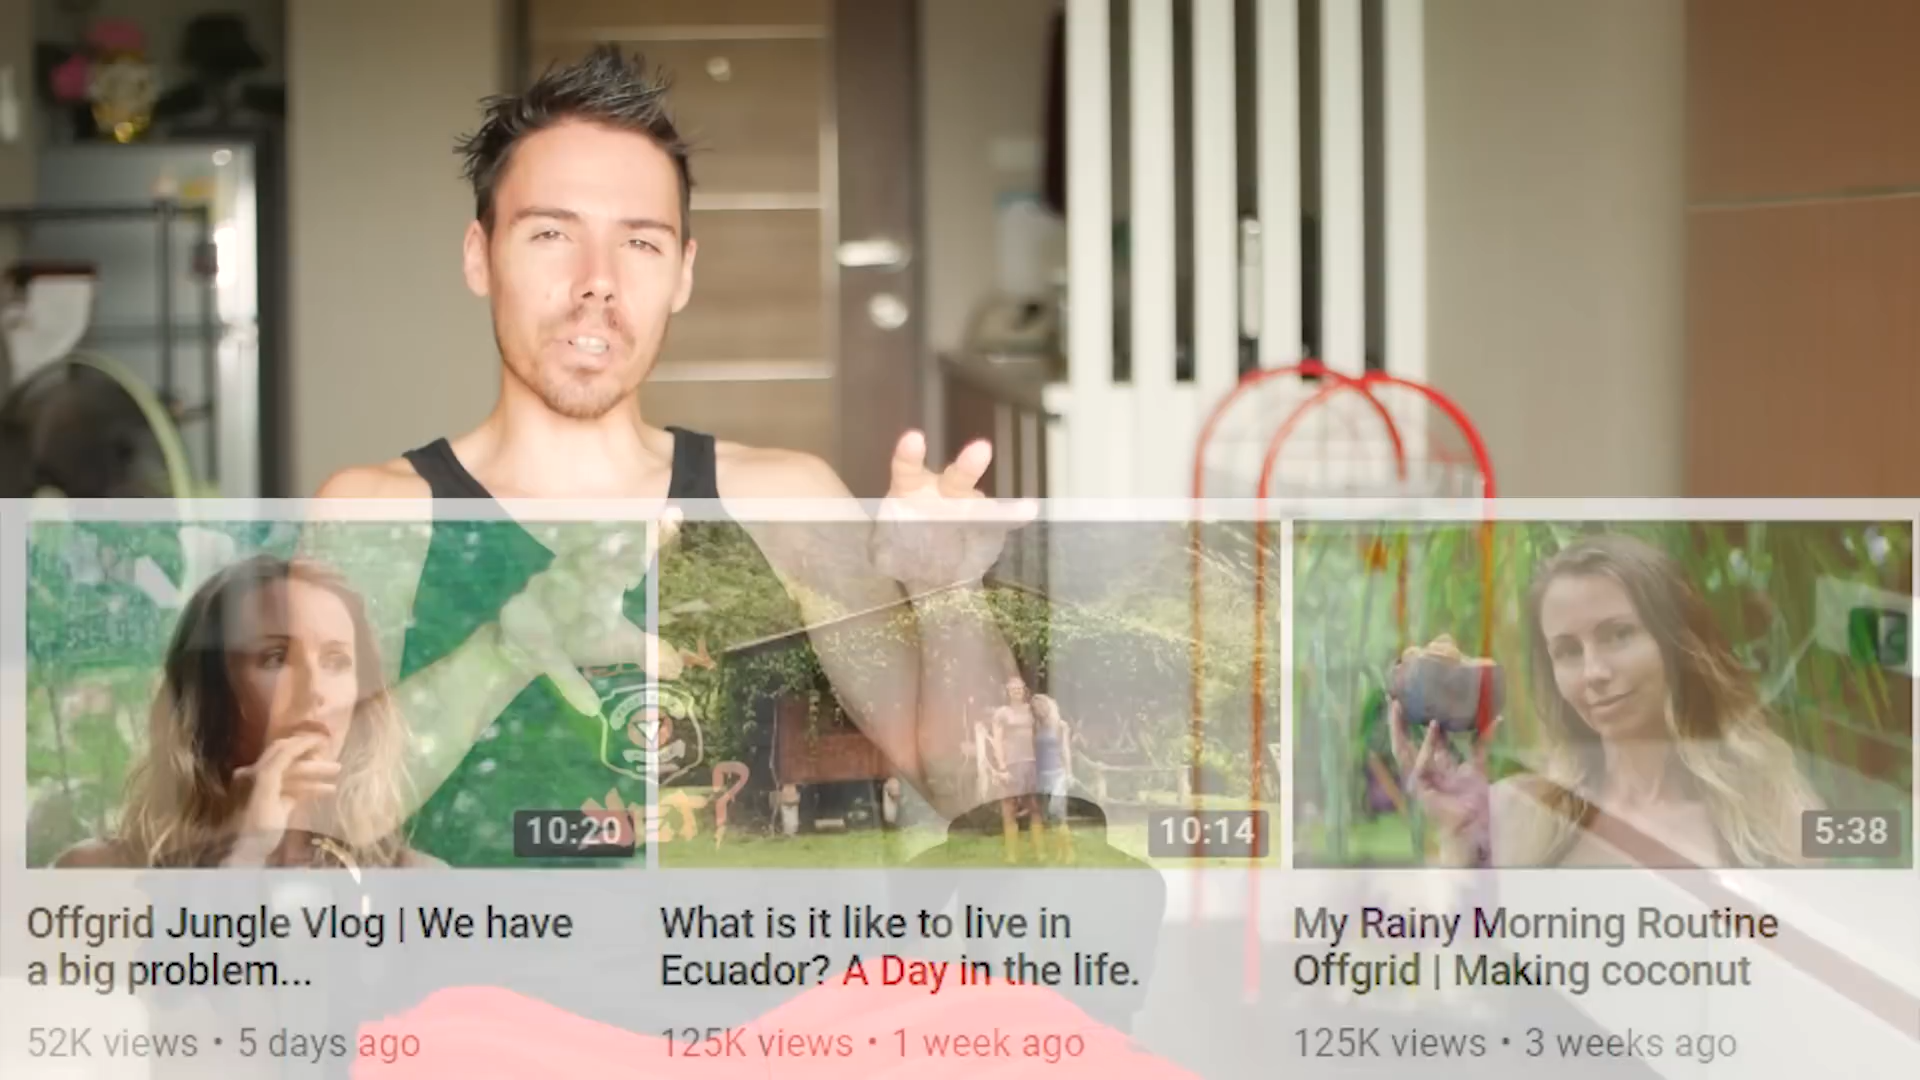 10:20
10:14
5:38
Offgrid Jungle Vlog | We have
a big problem...
52K views • 5 days ago
What is it like to live in
Ecuador? A Day in the life.
125K views • 1 week ago
My Rainy Morning Routine
Offgrid | Making coconut
125K views • 3 weeks ago